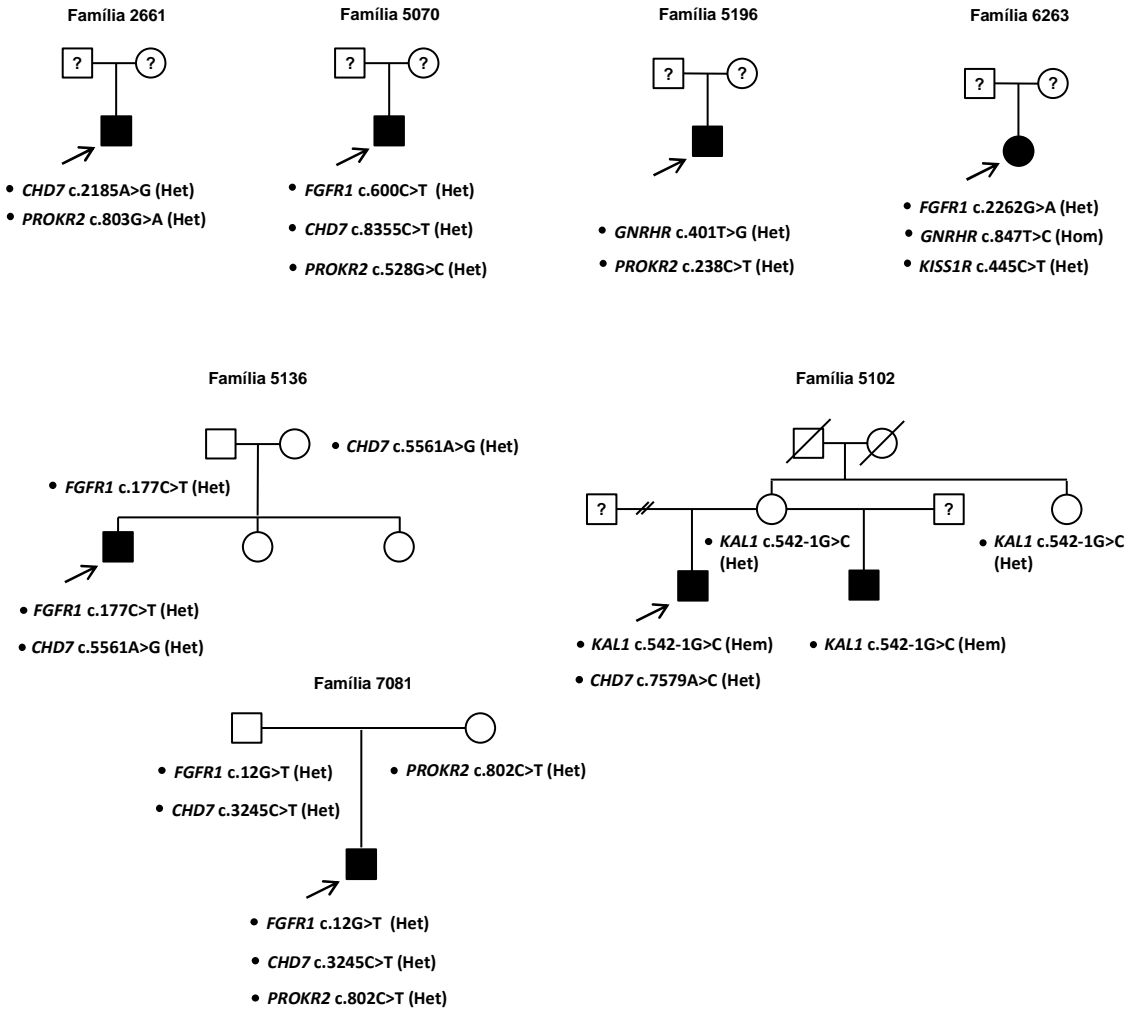 Família 2661
? ?
• CHD7 c.2185A>G (Het)
• PROKR2 c.803G>A (Het)
Família 5070
? ?
• FGFR1 c.600C>T (Het)
• CHD7 c.8355C>T (Het)
• PROKR2 c.528G>C (Het)
Família 5196
? ?
• GNRHR c.401T>G (Het)
• PROKR2 c.238C>T (Het)
Família 6263
? ?
• FGFR1 c.2262G>A (Het)
• GNRHR c.847T>C (Hom)
• KISS1R c.445C>T (Het)
Família 5136
• CHD7 c.5561A>G (Het)
• FGFR1 c.177C>T (Het)
• FGFR1 c.177C>T (Het)
• CHD7 c.5561A>G (Het)
Família 5102
? ?
• KAL1 c.542-1G>C
(Het)
• KAL1 c.542-1G>C
(Het)
• KAL1 c.542-1G>C (Hem)
• CHD7 c.7579A>C (Het)
• KAL1 c.542-1G>C (Hem)
Família 7081
• FGFR1 c.12G>T (Het)
• CHD7 c.3245C>T (Het)
• PROKR2 c.802C>T (Het)
• FGFR1 c.12G>T (Het)
• CHD7 c.3245C>T (Het)
• PROKR2 c.802C>T (Het)